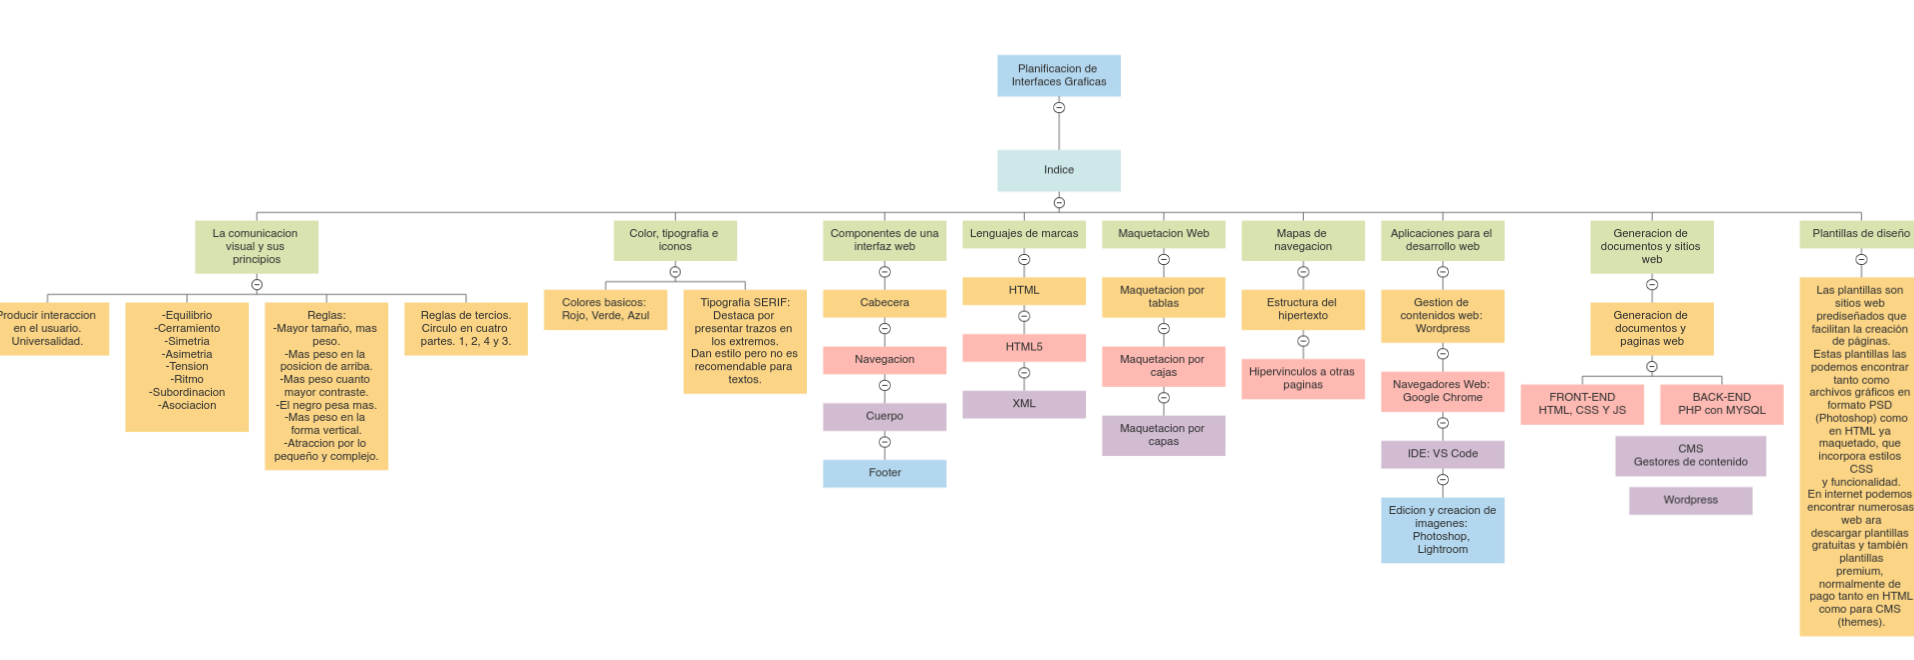 Planificacion de
Interfaces Graficas
Indice
La comunicacion
visual y sus
principios
Producir interaccion
en el usuario.
Universalidad.
-Equilibrio
-Cerramiento
-Simetria
-Asimetria
-Tension
-Ritmo
-Subordinacion
-Asociacion
Reglas:
-Mayor tamaño, mas
peso.
-Mas peso en la
posicion de arriba.
-Mas peso cuanto
mayor contraste.
-El negro pesa mas.
-Mas peso en la
forma vertical.
-Atraccion por lo
pequeño y complejo.
Reglas de tercios.
Circulo en cuatro
partes. 1, 2, 4 y 3.
Color, tipografia e
iconos
Colores basicos:
Rojo, Verde, Azul
Tipografia SERIF:
Destaca por
presentar trazos en
los extremos.
Dan estilo pero no es
recomendable para
textos.
Componentes de una
interfaz web
Cabecera
Navegacion
Cuerpo
Footer
Lenguajes de marcas
HTML
HTML5
XML
Maquetacion Web
Maquetacion por
tablas
Maquetacion por
cajas
Maquetacion por
capas
Mapas de
navegacion
Estructura del
hipertexto
Hipervinculos a otras
paginas
Aplicaciones para el
desarrollo web
Gestion de
contenidos web:
Wordpress
Navegadores Web:
Google Chrome
IDE: VS Code
Edicion y creacion de
imagenes:
Photoshop,
Lightroom
Generacion de
documentos y sitios
web
Generacion de
documentos y
paginas web
FRONT-END
HTML, CSS Y JS
BACK-END
PHP con MYSQL
CMS
Gestores de contenido
Wordpress
Plantillas de diseño
Las plantillas son
sitios web
prediseñados que
facilitan la creación
de páginas.
Estas plantillas las
podemos encontrar
tanto como
archivos gráficos en
formato PSD
(Photoshop) como
en HTML ya
maquetado, que
incorpora estilos
CSS
y funcionalidad.
En internet podemos
encontrar numerosas
web ara
descargar plantillas
gratuitas y también
plantillas
premium,
normalmente de
pago tanto en HTML
como para CMS
(themes).